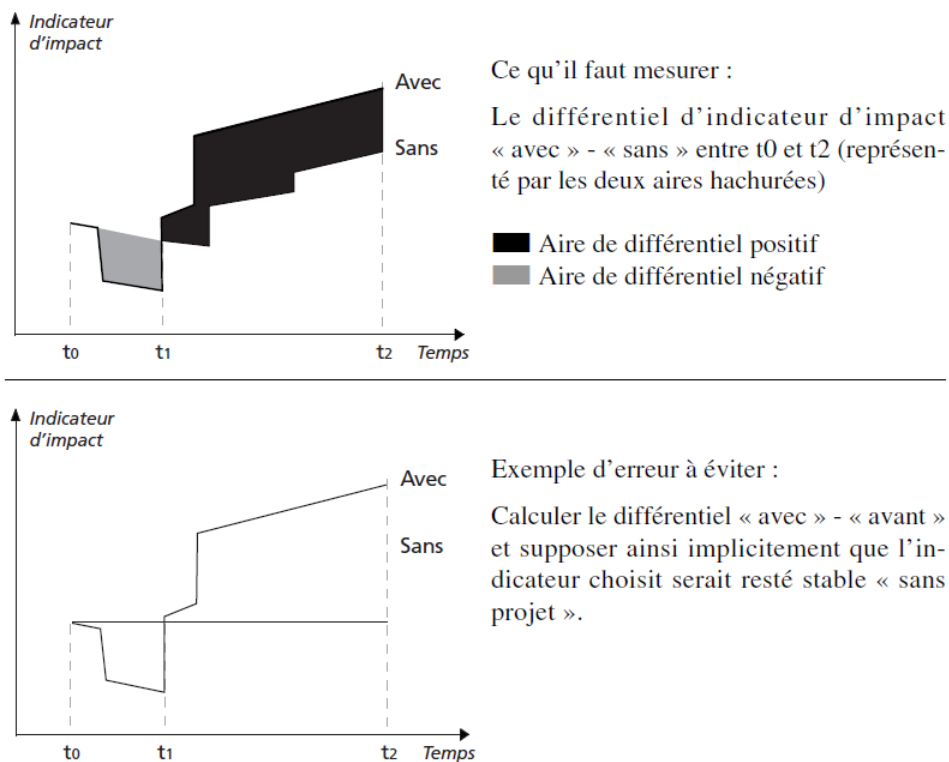 Indicateur
d’impact
Avec
Sans
t0
t1
t2
Temps
Ce qu’il faut mesurer :
Le différentiel d’indicateur d’impact
« avec » - « sans » entre t0 et t2 (représen-
té par les deux aires hachurées)
Aire de différentiel positif
Aire de différentiel négatif
Indicateur
d’impact
Avec
Sans
t0
t1
t2
Temps
Exemple d’erreur à éviter :
Calculer le différentiel « avec » - « avant »
et supposer ainsi implicitement que l’in-
dicateur choisit serait resté stable « sans
projet ».